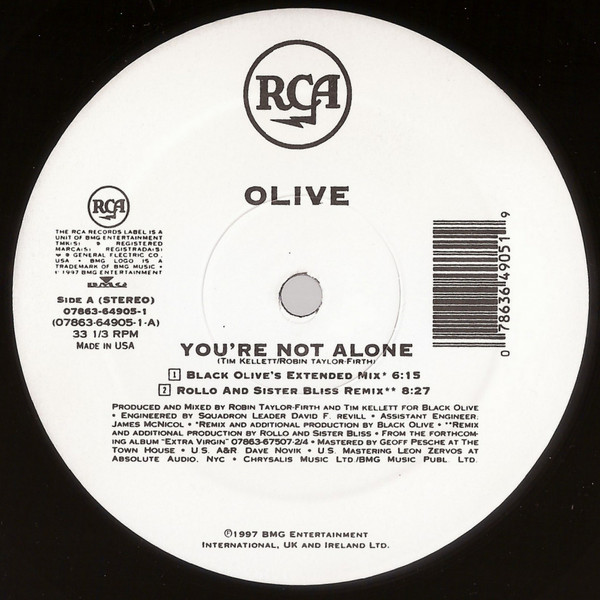 RCA
OLIVE
RCA
THE RCA RECORDS LABEL IS A
UNIT OF BMG ENTERTAINMENT
TMK(S) ® REGISTERED
MARCA(S) REGISTRADA(S)
® GENERAL ELECTRIC CO.,
USA • BMG LOGO IS A
TRADEMARK OF BMG MUSIC •
© 1997 BMG ENTERTAINMENT
BMG
SIDE A (STEREO)
07863-64905-1
(07863-64905-1-A)
33 1/3 RPM
MADE IN USA
0 78636 49051 9
YOU'RE NOT ALONE
(TIM KELLETT/ROBIN TAYLOR-FIRTH)
1 BLACK OLIVE'S EXTENDED MIX* 6:15
2 ROLLO AND SISTER BLISS REMIX** 8:27
PRODUCED AND MIXED BY ROBIN TAYLOR-FIRTH AND TIM KELLETT FOR BLACK OLIVE
• ENGINEERED BY SQUADRON LEADER DAVID F. REVILL • ASSISTANT ENGINEER:
JAMES MCNICOL • *REMIX AND ADDITIONAL PRODUCTION BY BLACK OLIVE • **REMIX
AND ADDITIONAL PRODUCTION BY ROLLO AND SISTER BLISS • FROM THE FORTHCOM-
ING ALBUM "EXTRA VIRGIN" 07863-67507-2/4 • MASTERED BY GEOFF PESCHE AT THE
TOWN HOUSE • U.S. A&R: DAVE NOVIK • U.S. MASTERING LEON ZERVOS AT
ABSOLUTE AUDIO, NYC • CHRYSALIS MUSIC LTD./BMG MUSIC PUBL. LTD.
℗1997 BMG ENTERTAINMENT
INTERNATIONAL, UK AND IRELAND LTD.